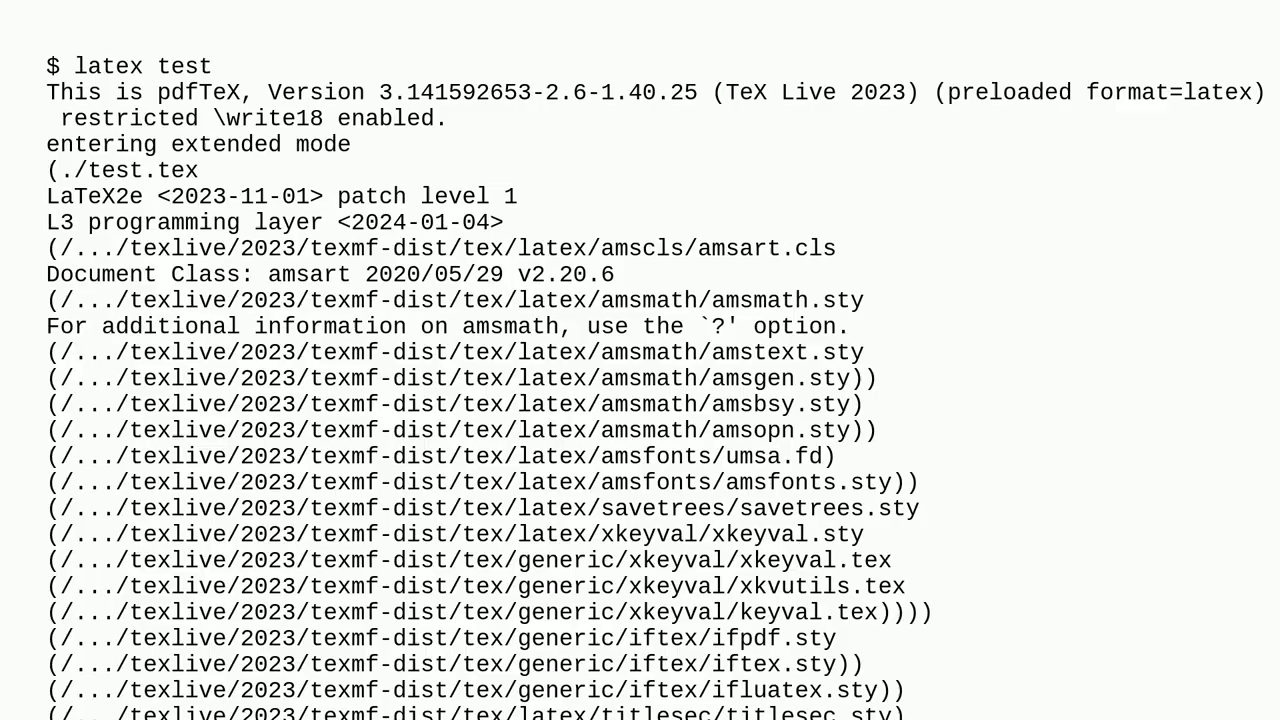 $ latex test
This is pdfTeX, Version 3.141592653-2.6-1.40.25 (TeX Live 2023) (preloaded format=latex)
 restricted \write18 enabled.
entering extended mode
(./test.tex
LaTeX2e <2023-11-01> patch level 1
L3 programming layer <2024-01-04>
(/.../texlive/2023/texmf-dist/tex/latex/amscls/amsart.cls
Document Class: amsart 2020/05/29 v2.20.6
(/.../texlive/2023/texmf-dist/tex/latex/amsmath/amsmath.sty
For additional information on amsmath, use the `?' option.
(/.../texlive/2023/texmf-dist/tex/latex/amsmath/amstext.sty
(/.../texlive/2023/texmf-dist/tex/latex/amsmath/amsgen.sty))
(/.../texlive/2023/texmf-dist/tex/latex/amsmath/amsbsy.sty)
(/.../texlive/2023/texmf-dist/tex/latex/amsmath/amsopn.sty))
(/.../texlive/2023/texmf-dist/tex/latex/amsfonts/umsa.fd)
(/.../texlive/2023/texmf-dist/tex/latex/amsfonts/amsfonts.sty))
(/.../texlive/2023/texmf-dist/tex/latex/savetrees/savetrees.sty
(/.../texlive/2023/texmf-dist/tex/latex/xkeyval/xkeyval.sty
(/.../texlive/2023/texmf-dist/tex/generic/xkeyval/xkeyval.tex
(/.../texlive/2023/texmf-dist/tex/generic/xkeyval/xkvutils.tex
(/.../texlive/2023/texmf-dist/tex/generic/xkeyval/keyval.tex))))
(/.../texlive/2023/texmf-dist/tex/generic/iftex/ifpdf.sty
(/.../texlive/2023/texmf-dist/tex/generic/iftex/iftex.sty))
(/.../texlive/2023/texmf-dist/tex/generic/iftex/ifluatex.sty))
(/.../texlive/2023/texmf-dist/tex/latex/titlesec/titlesec.sty)